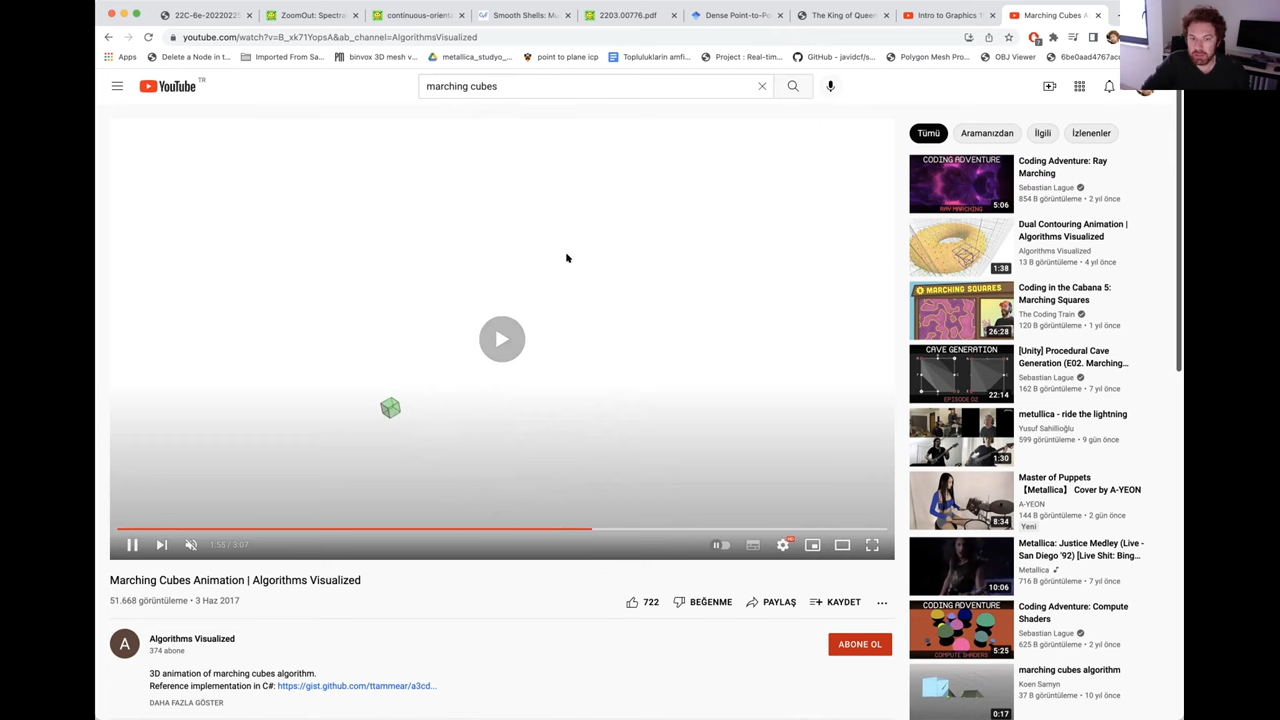 22C-6e-2022022
ZoomOut: Spectra
continuous-orient
Smooth Shells: Mu
2203.00776.pdf
Dense Point-to-Po
The King of Queen
Intro to Graphics 1
Marching Cubes A
youtube.com/watch?v=B_xk71YopsA&ab_channel=AlgorithmsVisualized
Apps
Delete a Node in t...
Imported From Sa...
binvox 3D mesh v...
metallica_studyo_...
point to plane icp
Toplulukların amfi...
Project : Real-tim...
GitHub - javidcf/d...
Polygon Mesh Pro...
OBJ Viewer
6be0aad4767acc
YouTube
TR
marching cubes
Tümü
Aramanızdan
İlgili
İzlenenler
CODING ADVENTURE
RAY MARCHING
5:06
Coding Adventure: Ray
Marching
Sebastian Lague
854 B görüntüleme • 2 yıl önce
1:38
Dual Contouring Animation |
Algorithms Visualized
Algorithms Visualized
13 B görüntüleme • 4 yıl önce
MARCHING SQUARES
26:28
Coding in the Cabana 5:
Marching Squares
The Coding Train
120 B görüntüleme • 1 yıl önce
CAVE GENERATION
EPISODE 02
22:14
[Unity] Procedural Cave
Generation (E02. Marching...
Sebastian Lague
162 B görüntüleme • 7 yıl önce
1:30
metullica - ride the lightning
Yusuf Sahillioğlu
599 görüntüleme • 9 gün önce
8:34
Master of Puppets
【Metallica】 Cover by A-YEON
A-YEON
144 B görüntüleme • 2 gün önce
Yeni
10:06
Metallica: Justice Medley (Live -
San Diego '92) [Live Shit: Bing...
Metallica
716 B görüntüleme • 7 yıl önce
CODING ADVENTURE
COMPUTE SHADERS
5:25
Coding Adventure: Compute
Shaders
Sebastian Lague
625 B görüntüleme • 2 yıl önce
0:17
marching cubes algorithm
Koen Samyn
37 B görüntüleme • 10 yıl önce
1:55 / 3:07
Marching Cubes Animation | Algorithms Visualized
51.668 görüntüleme • 3 Haz 2017
722
BEĞENME
PAYLAŞ
KAYDET
A
Algorithms Visualized
374 abone
ABONE OL
3D animation of marching cubes algorithm.
Reference implementation in C#: https://gist.github.com/ttammear/a3cd...
DAHA FAZLA GÖSTER